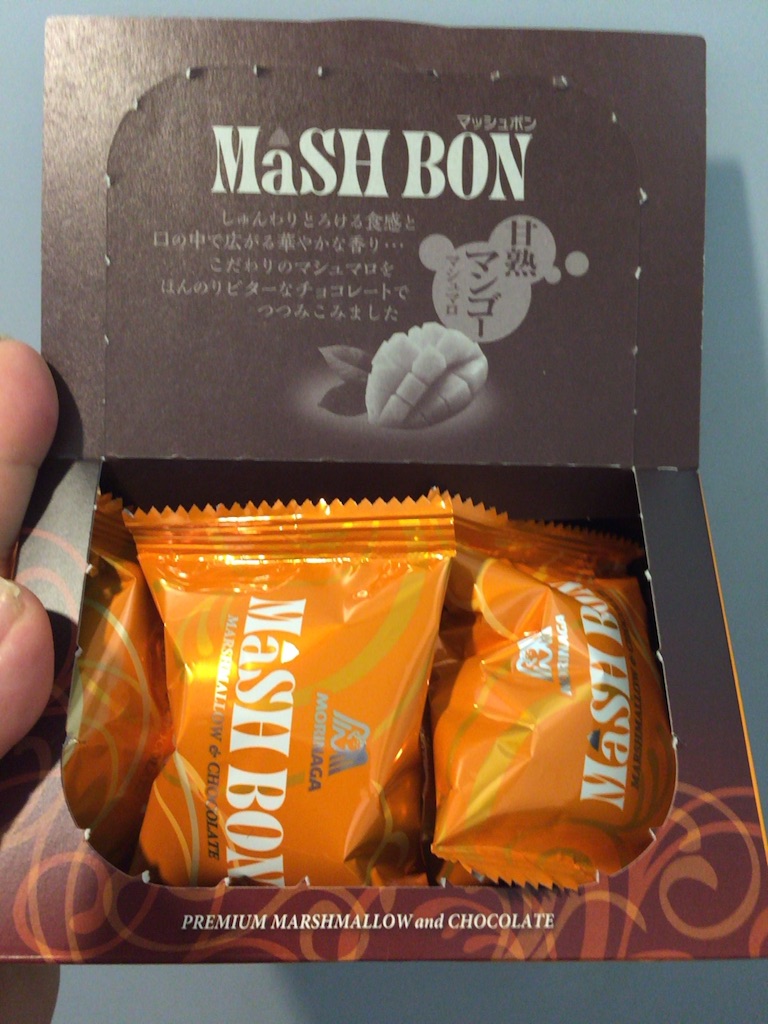 マッシュボン
MaSH BON
しゅんわりとろける食感と
口の中で広がる華やかな香り…
こだわりのマシュマロを
ほんのりビターなチョコレートで
つつみこみました
甘熟
マンゴー
マシュマロ
MaSH BON
MARSHMALLOW & CHOCOLATE
MORINAGA
MORINAGA
MaSH BON
MARSHMALLOW &
PREMIUM MARSHMALLOW and CHOCOLATE